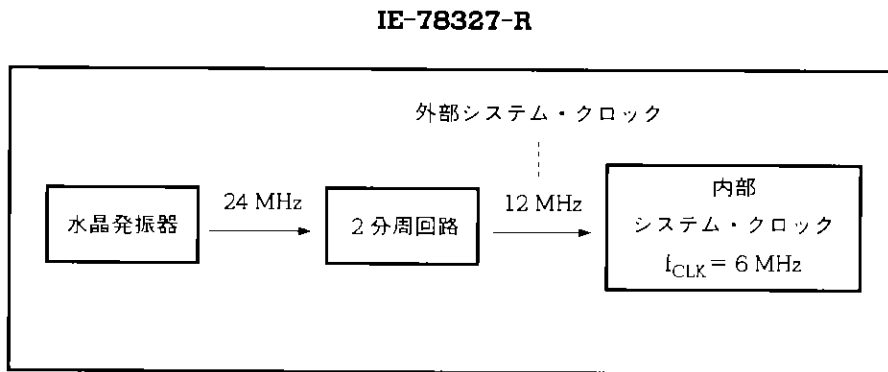 IE-78327-R
外部システム・クロック
水晶発振器
24 MHz
2分周回路
12 MHz
内部
システム・クロック
fCLK = 6 MHz